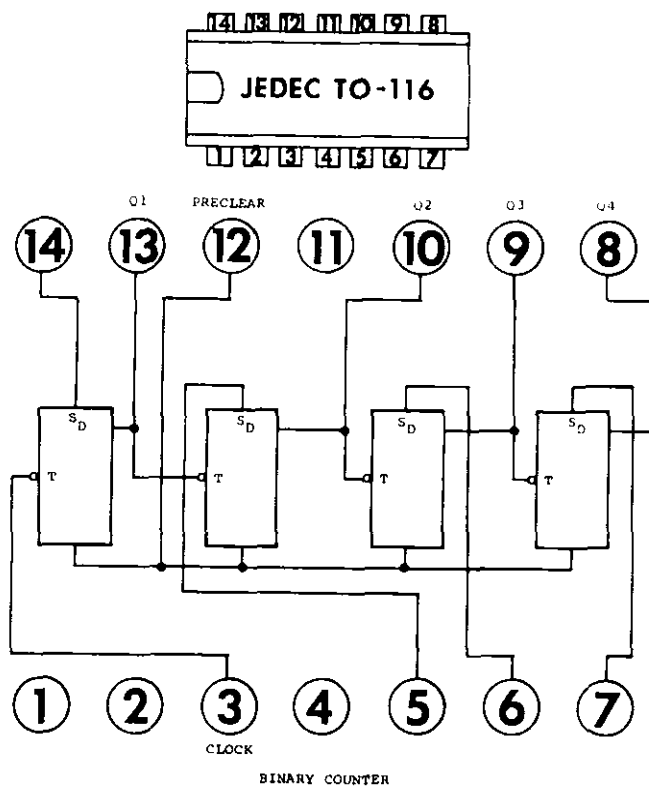 14 13 12 11 10 9 8
JEDEC TO-116
1 2 3 4 5 6 7
Q1 PRECLEAR Q2 Q3 Q4
14 13 12 11 10 9 8
SD SD SD SD
T T T T
1 2 3 4 5 6 7
CLOCK
BINARY COUNTER